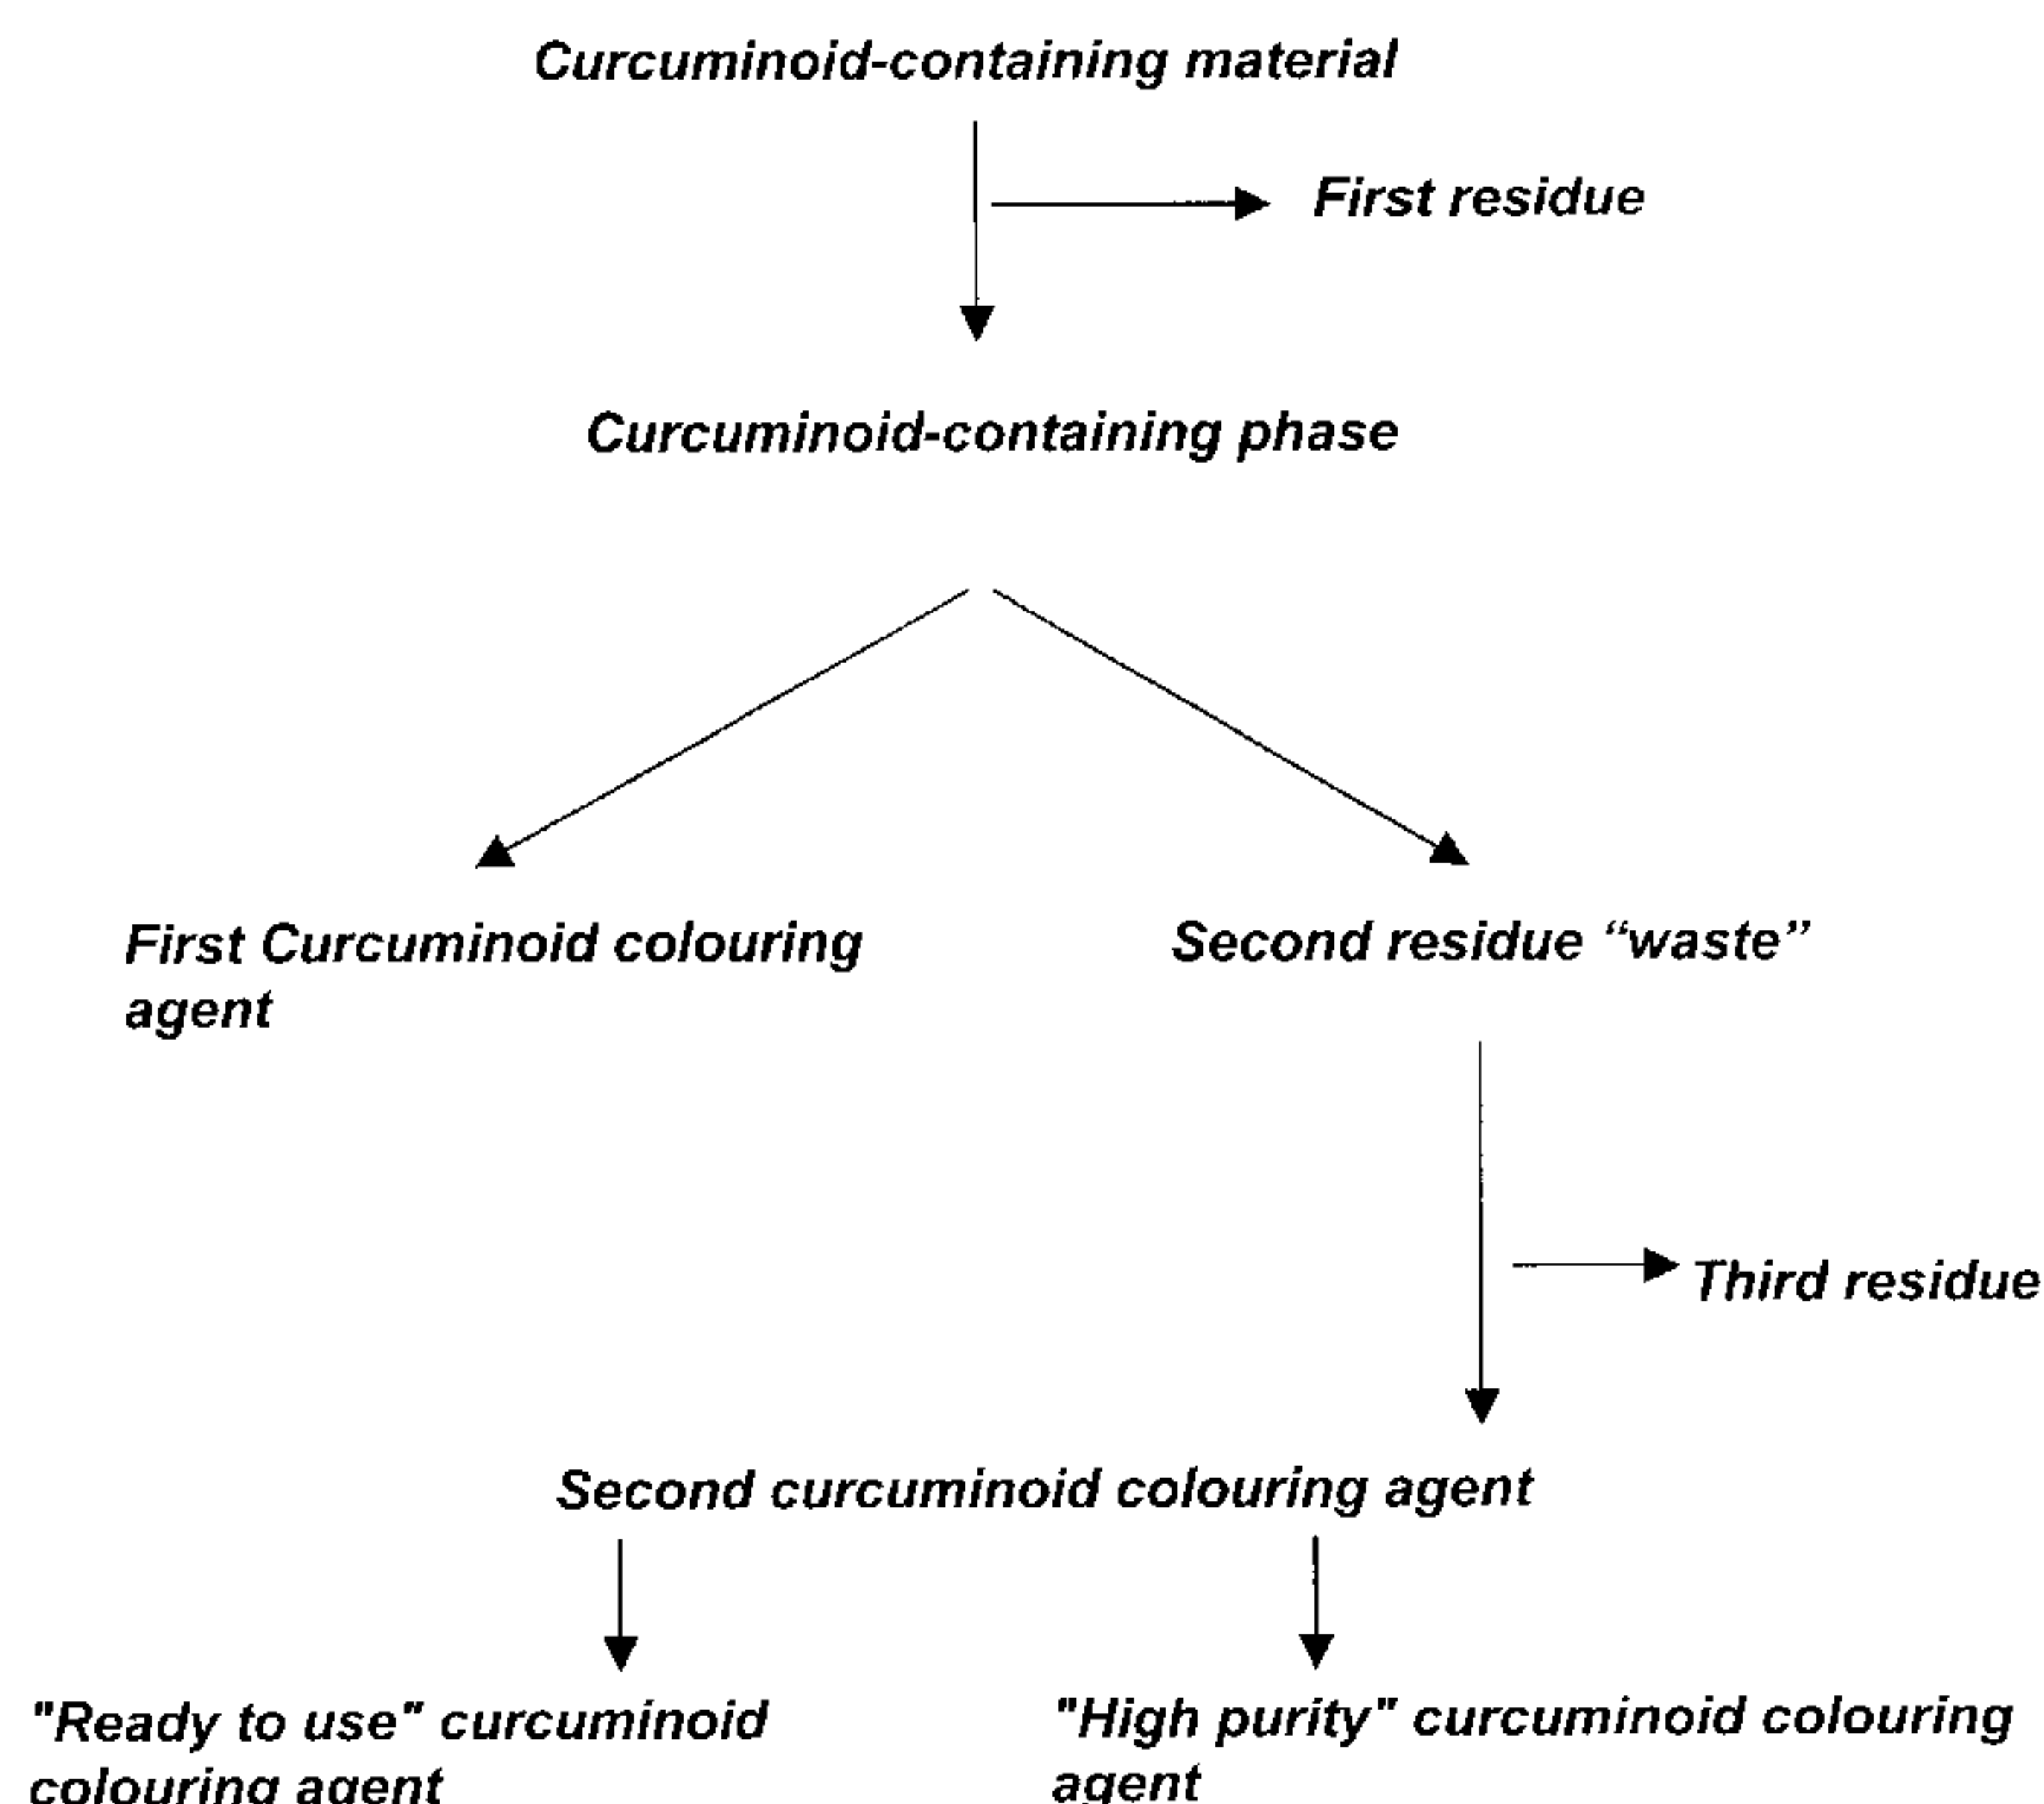 Curcuminoid-containing material
First residue
Curcuminoid-containing phase
First Curcuminoid colouring
agent
Second residue “waste”
Third residue
Second curcuminoid colouring agent
"Ready to use" curcuminoid
colouring agent
"High purity" curcuminoid colouring
agent